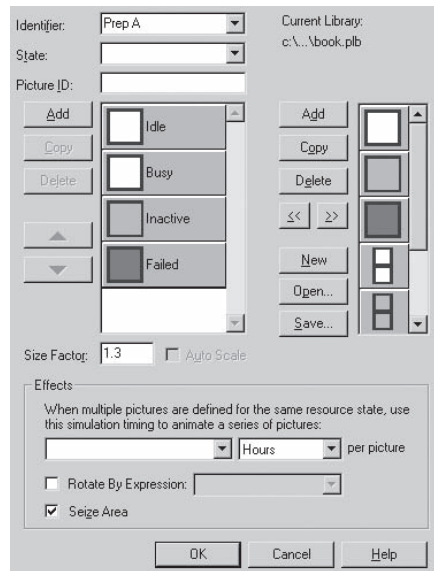 Identifier: Prep A
State:
Picture ID:
Add
Copy
Delete
Idle
Busy
Inactive
Failed
Current Library:
c:\...\book.plb
Add
Copy
Delete
<< >>
New
Open...
Save...
Size Factor: 1.3 Auto Scale
Effects
When multiple pictures are defined for the same resource state, use
this simulation timing to animate a series of pictures:
Hours per picture
Rotate By Expression:
Seize Area
OK Cancel Help